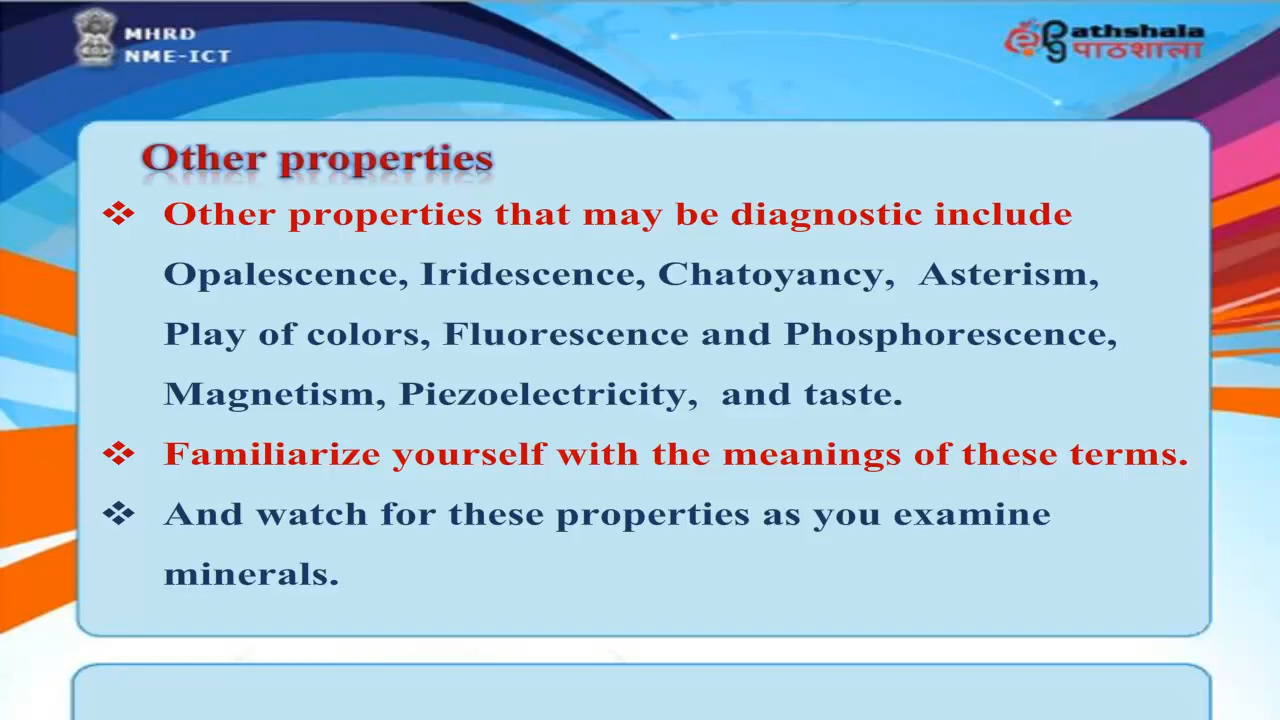 MHRD
NME-ICT
athshala
पाठशाला
Other properties
❖ Other properties that may be diagnostic include
Opalescence, Iridescence, Chatoyancy, Asterism,
Play of colors, Fluorescence and Phosphorescence,
Magnetism, Piezoelectricity, and taste.
❖ Familiarize yourself with the meanings of these terms.
❖ And watch for these properties as you examine
minerals.